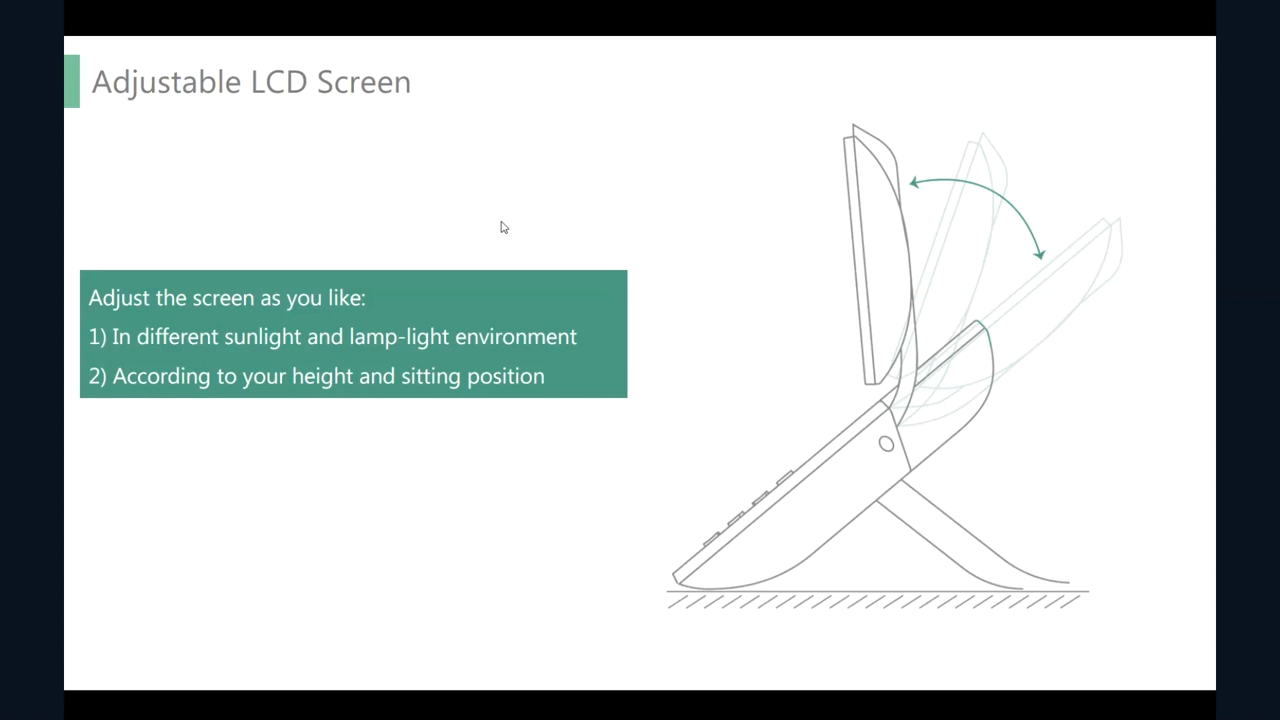 Adjustable LCD Screen
Adjust the screen as you like:
1) In different sunlight and lamp-light environment
2) According to your height and sitting position